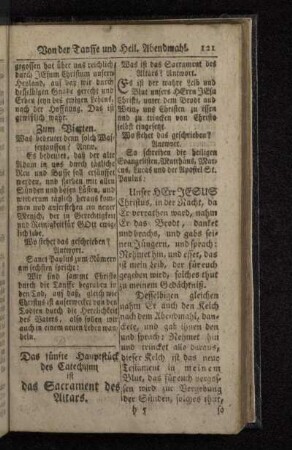 Von der Tauffe und Heil. Abendmahl. 121
gegossen hat über uns reichlich
durch JEsum Christum unsern
Heyland, auf daß wir durch
desselbigen Gnade gerecht und
Erben seyn des ewigen Lebens,
nach der Hoffnung. Das ist
gewißlich wahr.
Zum Vierten.
Was bedeutet denn solch Was-
sertauffen? Antw.
Es bedeutet, daß der alte
Adam in uns durch tägliche
Reu und Busse soll ersäuffet
werden, und sterben mit allen
Sünden und bösen Lüsten, und
wiederum täglich heraus kommen
und auferstehen ein neuer
Mensch, der in Gerechtigkeit
und Reinigkeit für GOtt ewiglich
lebe.
Wo stehet das geschrieben?
Antwort.
Sanct Paulus zum Römern
am sechsten spricht:
Wir sind sammt Christo
durch die Tauffe begraben in
den Tod, auf daß, gleich wie
Christus ist auferwecket von den
Todten durch die Herrlichkeit
des Vaters, also sollen wir
auch in einem neuen Leben
wandeln.
Das fünfte Hauptstück
des Catechismi
ist
das Sacrament des
Altars.
Was ist das Sacrament des
Altars? Antwort.
Es ist der wahre Leib und
Blut unsers HErrn JEsu
Christi, unter dem Brodt und
Wein, uns Christen zu essen
und zu trincken von Christo
selbst eingesetzt.
Wo stehet das geschrieben?
Antwort.
So schreiben die heiligen
Evangelisten, Matthäus, Mar-
cus, Lucas und der Apostel St.
Paulus:
Unser HErr JESUS
Christus, in der Nacht, da
Er verrathen ward, nahm
Er das Brodt, dancket
und brachs, und gabs sei-
nen Jüngern, und sprach:
Nehmet hin, und esset, das
ist mein Leib, der für euch
gegeben wird, solches thut
zu meinem Gedächtniß.
Desselbigen gleichen
nahm Er auch den Kelch
nach dem Abendmahl, dan-
ckete, und gab ihnen den
und sprach: Nehmet hin
und trincket alle daraus,
dieser Kelch ist das neue
Testament in meinem
Blut, das für euch vergos-
sen wird zur Vergebung
der Sünden, solches thut,
so